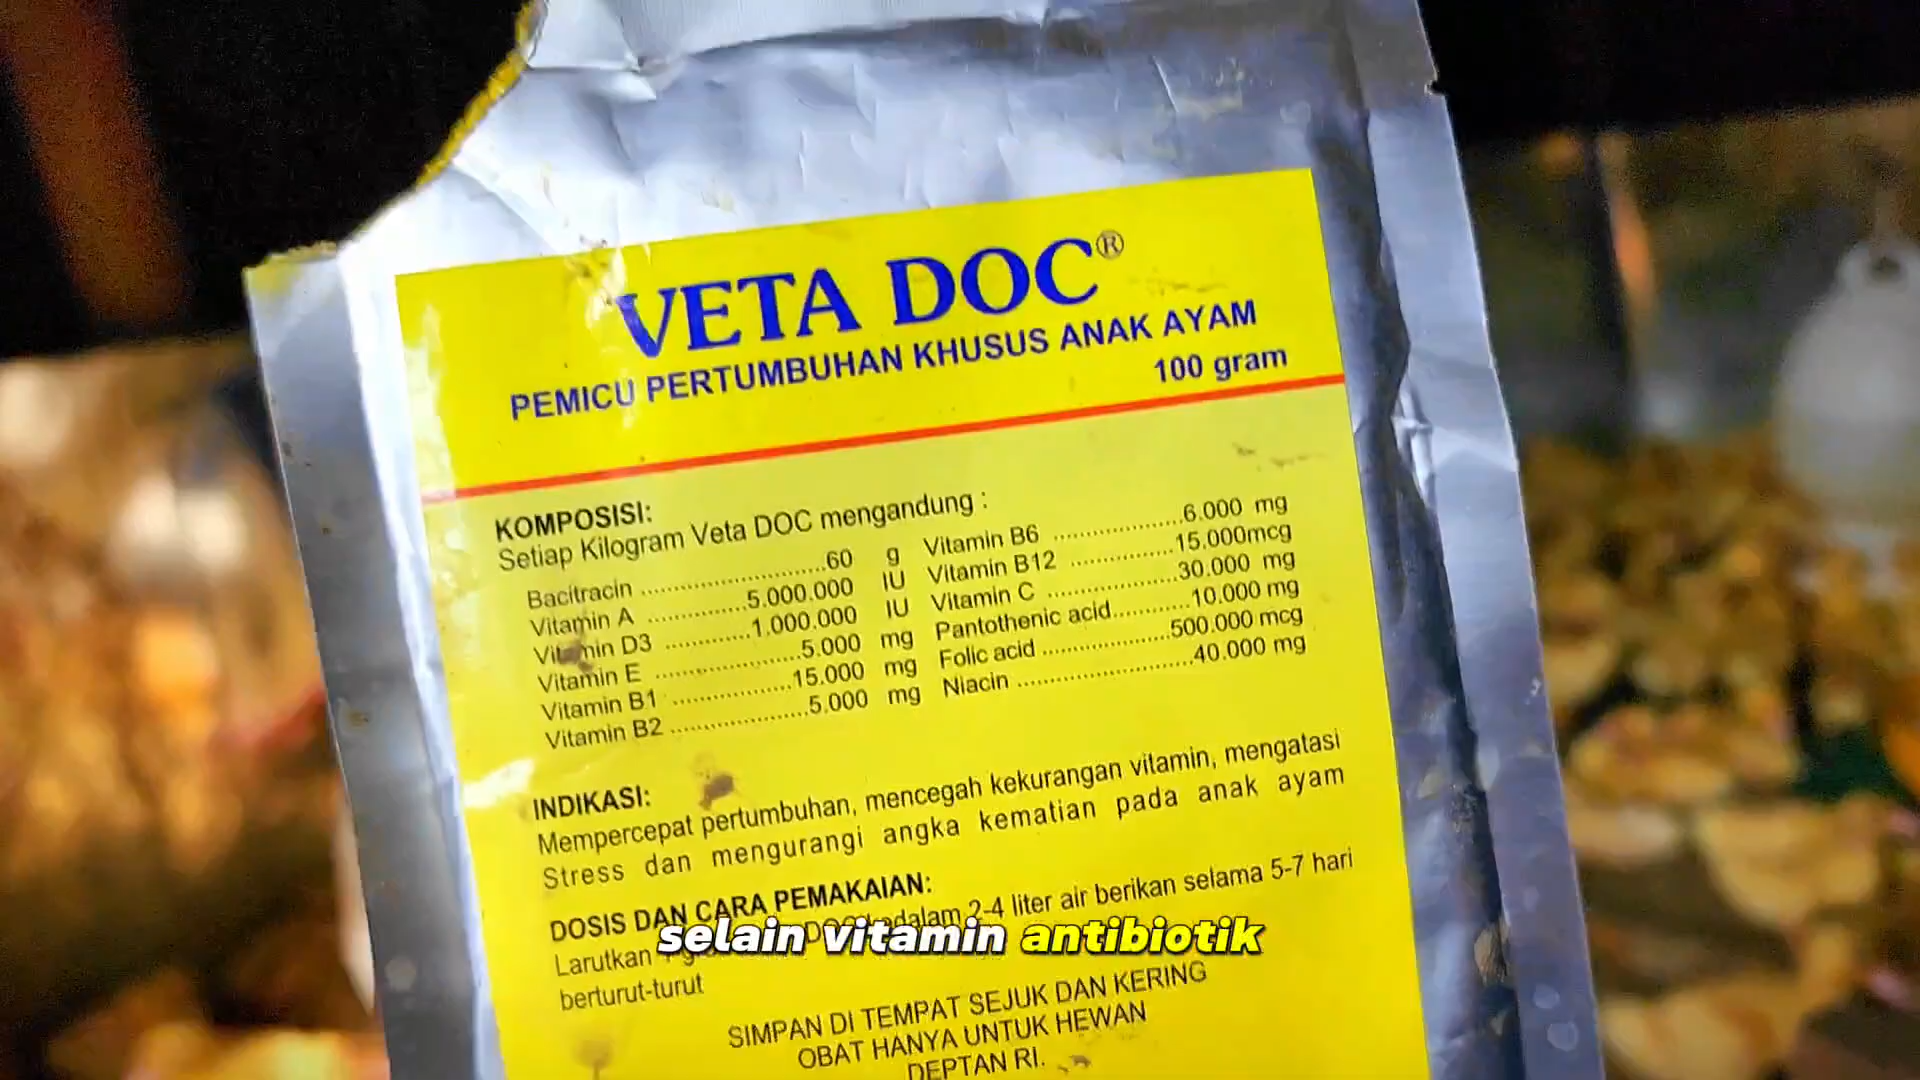 VETA DOC®
PEMICU PERTUMBUHAN KHUSUS ANAK AYAM
100 gram
KOMPOSISI:
Setiap Kilogram Veta DOC mengandung :
Bacitracin ........................60 g
Vitamin A ..............5.000.000 IU
Vitamin D3 ............1.000.000 IU
Vitamin E .....................5.000 mg
Vitamin B1 .................15.000 mg
Vitamin B2 ...................5.000 mg
Vitamin B6 ...................6.000 mg
Vitamin B12 ...............15.000mcg
Vitamin C ...................30.000 mg
Pantothenic acid...........10.000 mg
Folic acid .................500.000 mcg
Niacin .........................40.000 mg
INDIKASI:
Mempercepat pertumbuhan, mencegah kekurangan vitamin, mengatasi
Stress dan mengurangi angka kematian pada anak ayam
DOSIS DAN CARA PEMAKAIAN:
Larutkan dalam 2-4 liter air berikan selama 5-7 hari
berturut-turut
selain vitamin antibiotik
SIMPAN DI TEMPAT SEJUK DAN KERING
OBAT HANYA UNTUK HEWAN
DEPTAN RI.